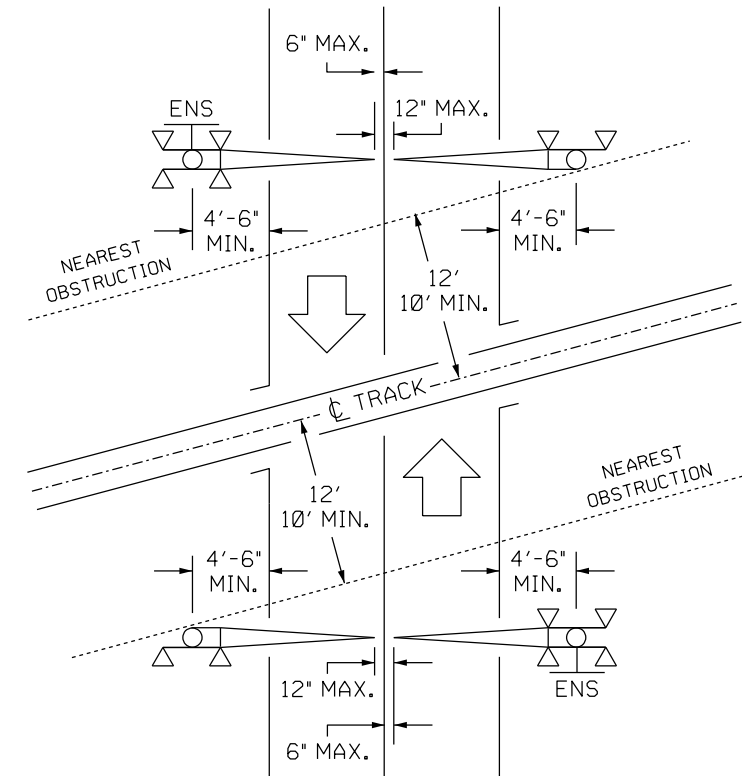 6" MAX.
ENS
12" MAX.
4'-6"
MIN.
4'-6"
MIN.
NEAREST
OBSTRUCTION
12'
10' MIN.
℄ TRACK
NEAREST
OBSTRUCTION
12'
10' MIN.
4'-6"
MIN.
4'-6"
MIN.
12" MAX.
ENS
6" MAX.